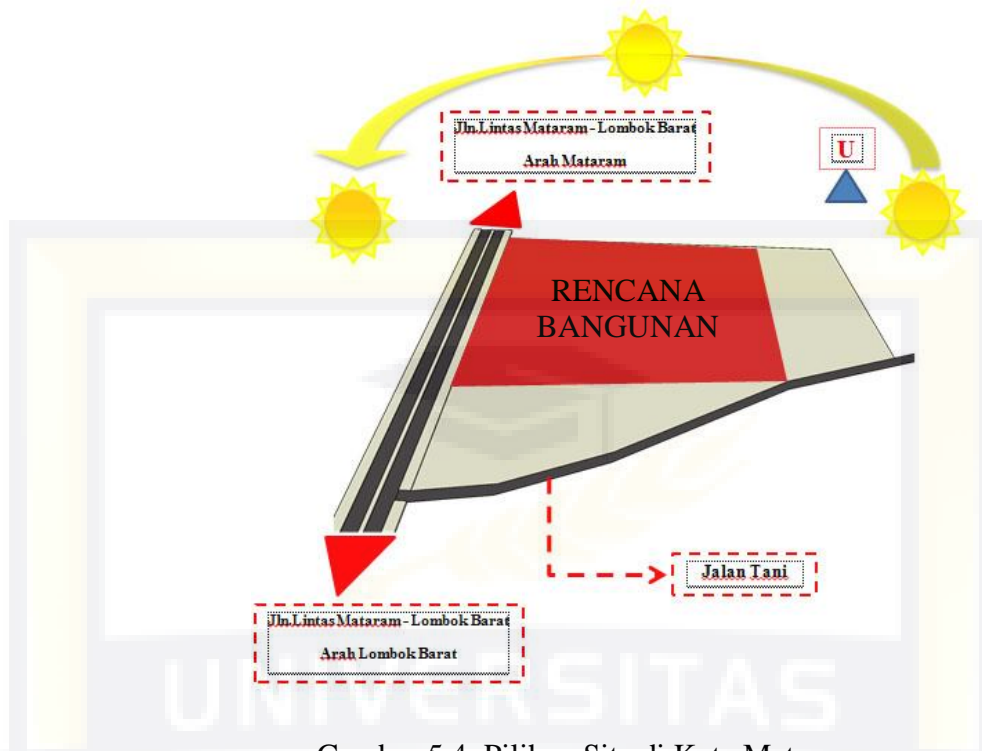 Jln.Lintas Mataram - Lombok Barat
Arah Mataram
U
RENCANA
BANGUNAN
Jalan Tani
Jln.Lintas Mataram - Lombok Barat
Arah Lombok Barat
UNIVERSITAS